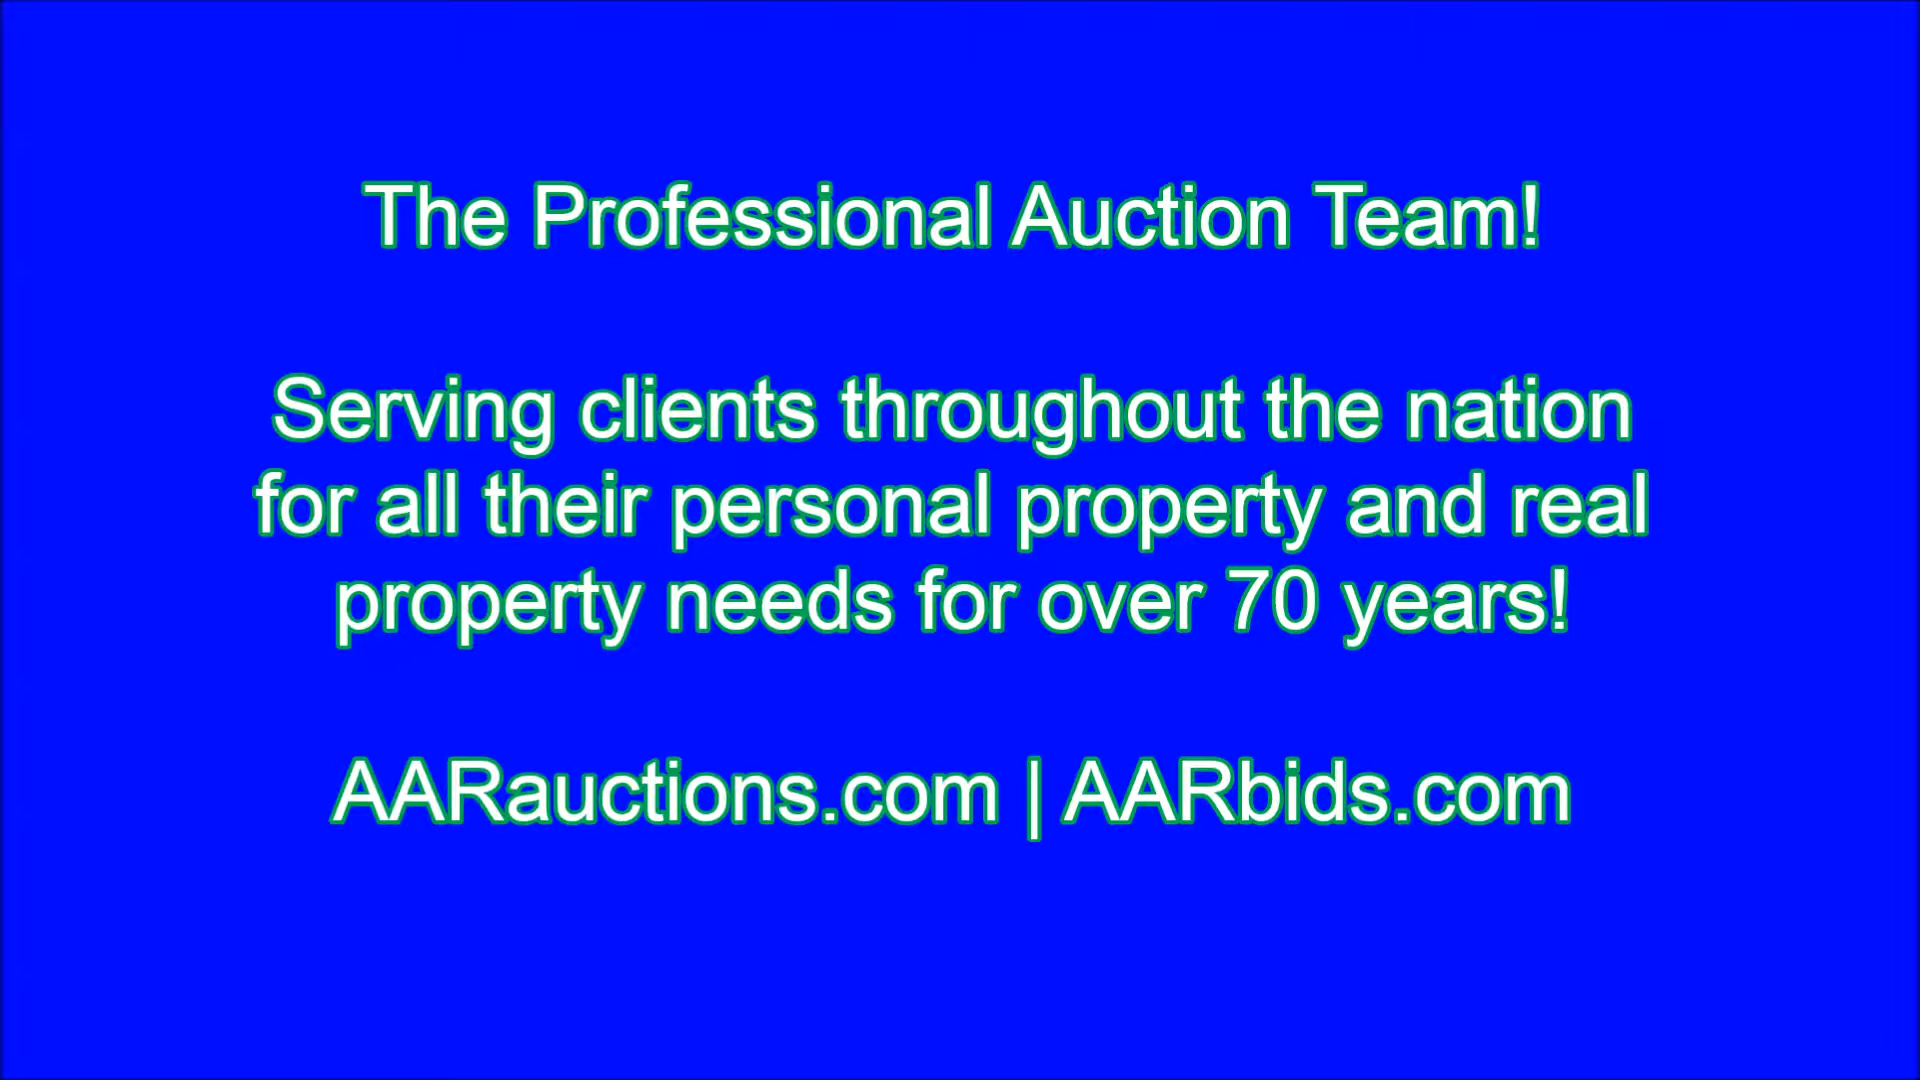 The Professional Auction Team!
Serving clients throughout the nation
for all their personal property and real
property needs for over 70 years!
AARauctions.com | AARbids.com